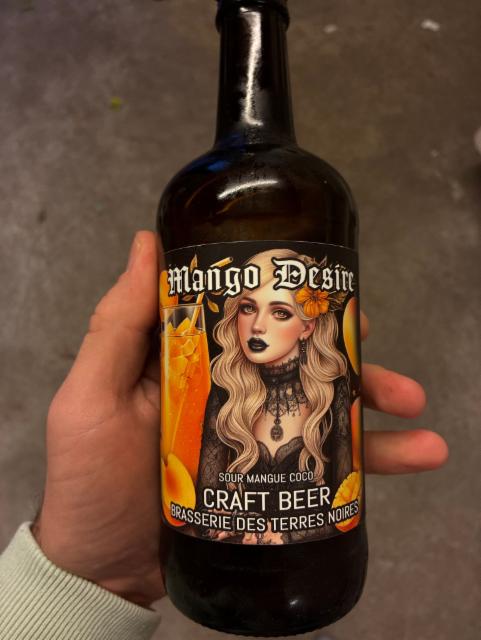 Mango Desire
SOUR MANGUE COCO
CRAFT BEER
BRASSERIE DES TERRES NOIRES